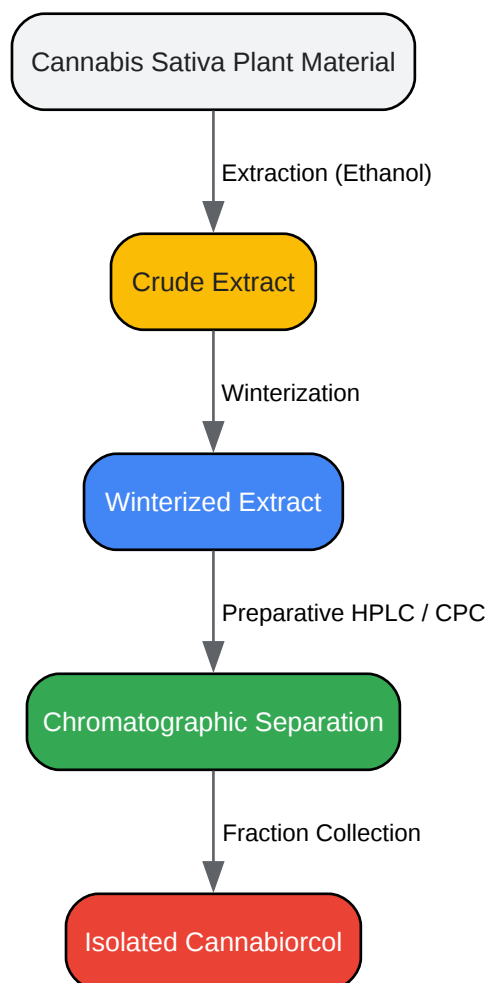 Cannabis Sativa Plant Material
Extraction (Ethanol)
Crude Extract
Winterization
Winterized Extract
Preparative HPLC / CPC
Chromatographic Separation
Fraction Collection
Isolated Cannabiorcol